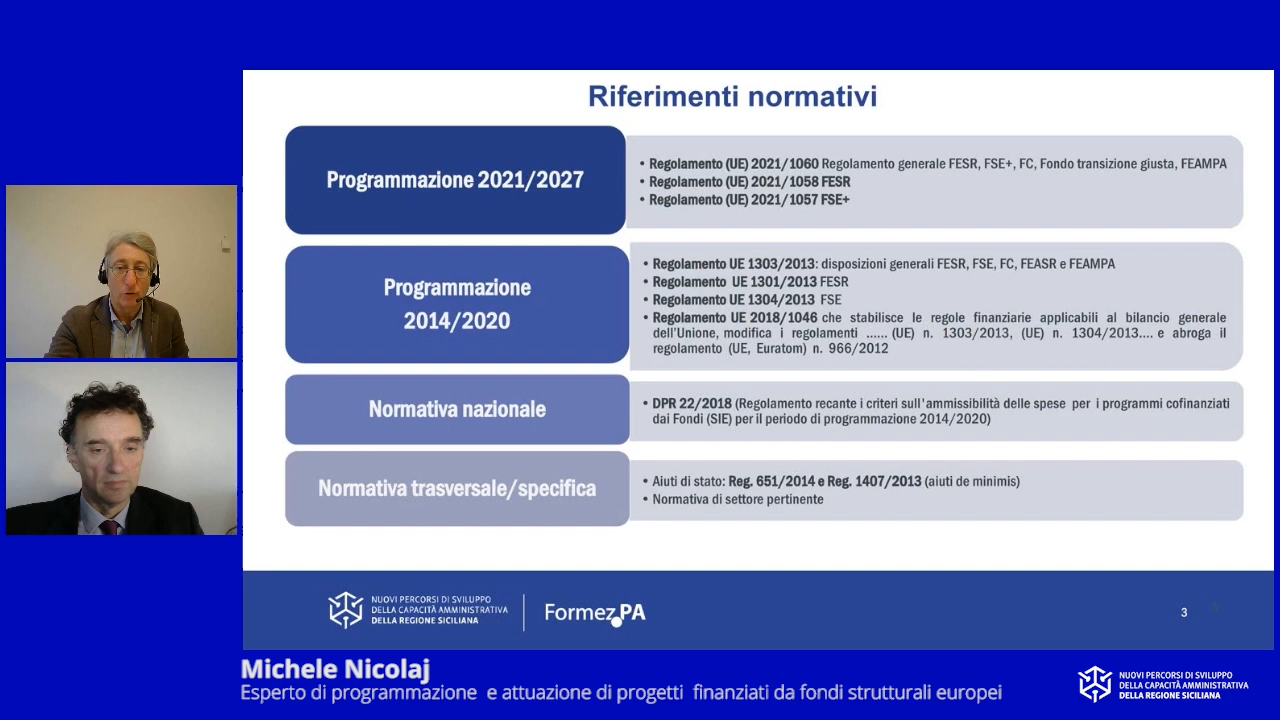 Riferimenti normativi
Programmazione 2021/2027
• Regolamento (UE) 2021/1060 Regolamento generale FESR, FSE+, FC, Fondo transizione giusta, FEAMPA
• Regolamento (UE) 2021/1058 FESR
• Regolamento (UE) 2021/1057 FSE+
Programmazione
2014/2020
• Regolamento UE 1303/2013: disposizioni generali FESR, FSE, FC, FEASR e FEAMPA
• Regolamento UE 1301/2013 FESR
• Regolamento UE 1304/2013 FSE
• Regolamento UE 2018/1046 che stabilisce le regole finanziarie applicabili al bilancio generale
dell'Unione, modifica i regolamenti ...... (UE) n. 1303/2013, (UE) n. 1304/2013.... e abroga il
regolamento (UE, Euratom) n. 966/2012
Normativa nazionale
• DPR 22/2018 (Regolamento recante i criteri sull'ammissibilità delle spese per i programmi cofinanziati
dai Fondi (SIE) per il periodo di programmazione 2014/2020)
Normativa trasversale/specifica
• Aiuti di stato: Reg. 651/2014 e Reg. 1407/2013 (aiuti de minimis)
• Normativa di settore pertinente
NUOVI PERCORSI DI SVILUPPO
DELLA CAPACITÀ AMMINISTRATIVA
DELLA REGIONE SICILIANA
Formez PA
3
Michele Nicolaj
Esperto di programmazione e attuazione di progetti finanziati da fondi strutturali europei
NUOVI PERCORSI DI SVILUPPO
DELLA CAPACITÀ AMMINISTRATIVA
DELLA REGIONE SICILIANA